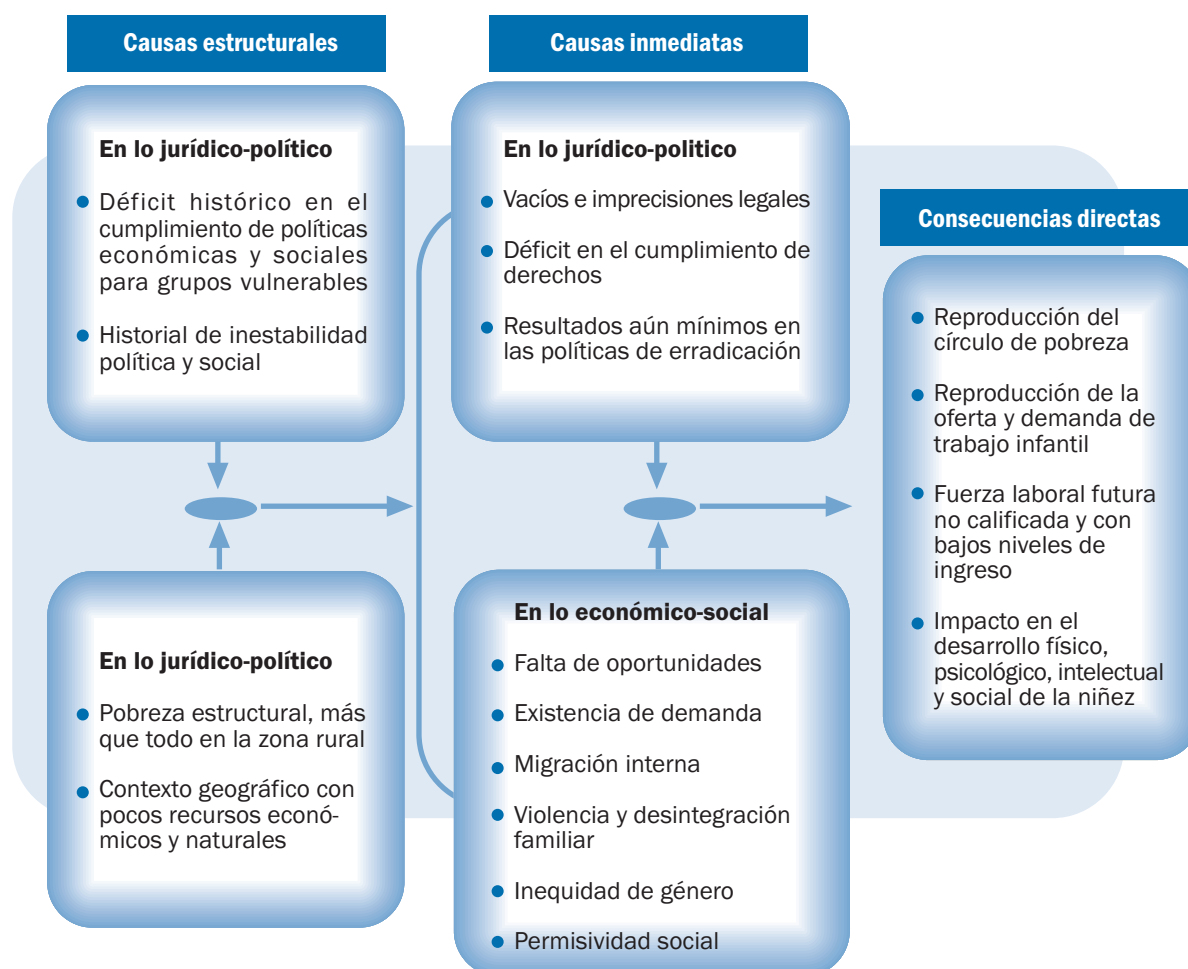 Causas estructurales
En lo jurídico-político
Déficit histórico en el
cumplimiento de políticas
económicas y sociales
para grupos vulnerables
Historial de inestabilidad
política y social
En lo jurídico-político
Pobreza estructural, más
que todo en la zona rural
Contexto geográfico con
pocos recursos econó-
micos y naturales
Causas inmediatas
En lo jurídico-politico
Vacíos e imprecisiones legales
Déficit en el cumplimiento de
derechos
Resultados aún mínimos en
las políticas de erradicación
En lo económico-social
Falta de oportunidades
Existencia de demanda
Migración interna
Violencia y desintegración
familiar
Inequidad de género
Permisividad social
Consecuencias directas
Reproducción del
círculo de pobreza
Reproducción de la
oferta y demanda de
trabajo infantil
Fuerza laboral futura
no calificada y con
bajos niveles de
ingreso
Impacto en el
desarrollo físico,
psicológico, intelectual
y social de la niñez